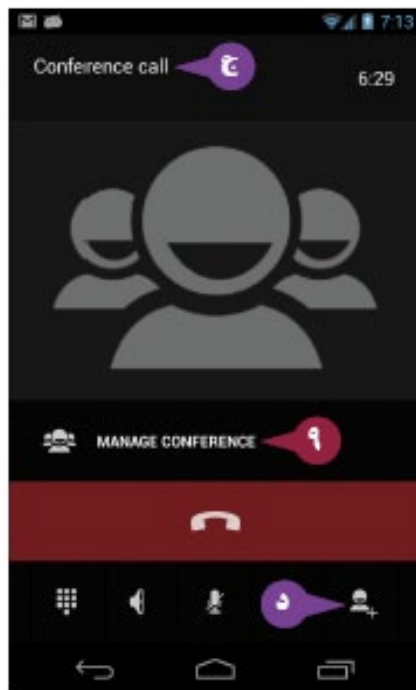 7:13
Conference call ج
6:29
MANAGE CONFERENCE ٩
د